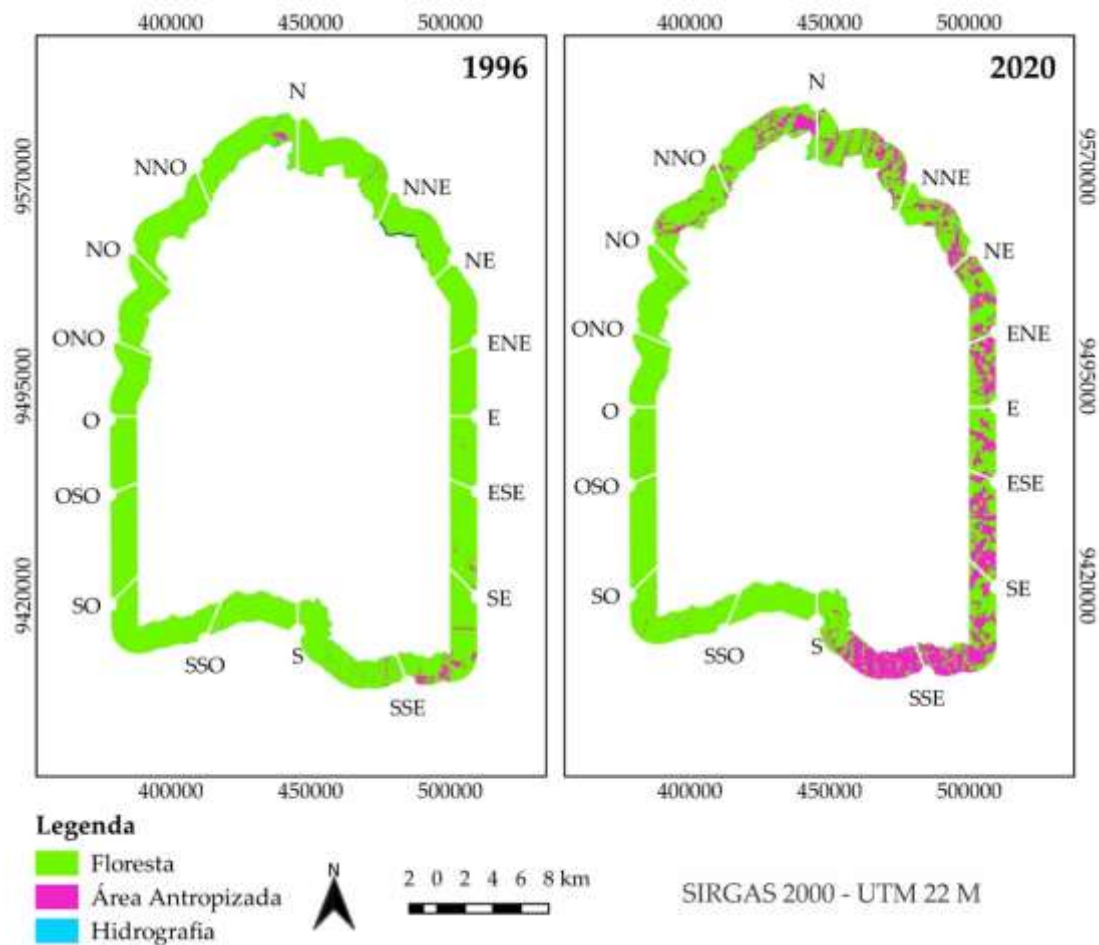 400000 450000 500000 400000 450000 500000
1996
2020
N
NNO
NNE
NO
NE
ONO
ENE
O
E
OSO
ESE
SO
SE
SSO
S
SSE
9570000
9495000
9420000
N
NNO
NNE
NO
NE
ONO
ENE
O
E
OSO
ESE
SO
SE
SSO
S
SSE
9570000
9495000
9420000
400000 450000 500000 400000 450000 500000
Legenda
Floresta
Área Antropizada
Hidrografia
N
2 0 2 4 6 8 km
SIRGAS 2000 - UTM 22 M